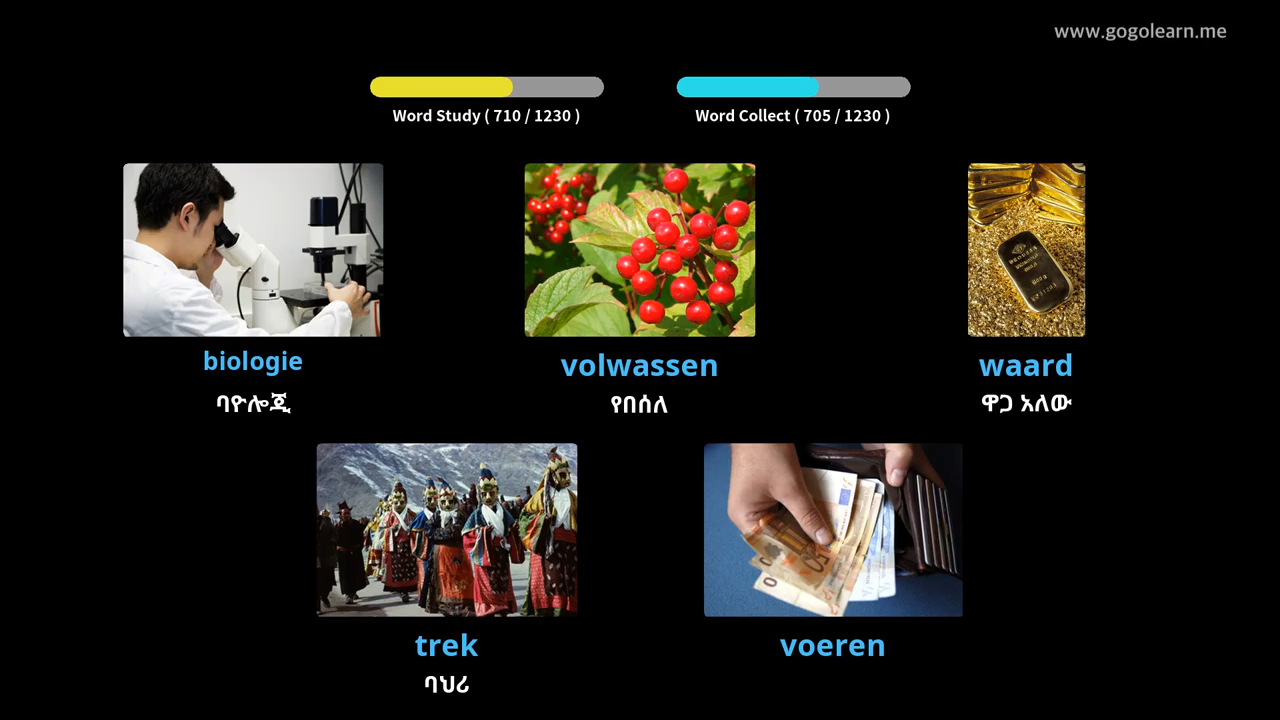 www.gogolearn.me
Word Study ( 710 / 1230 )
Word Collect ( 705 / 1230 )
biologie
ባዮሎጂ
volwassen
የበሰለ
waard
ዋጋ አለው
trek
ባህሪ
voeren